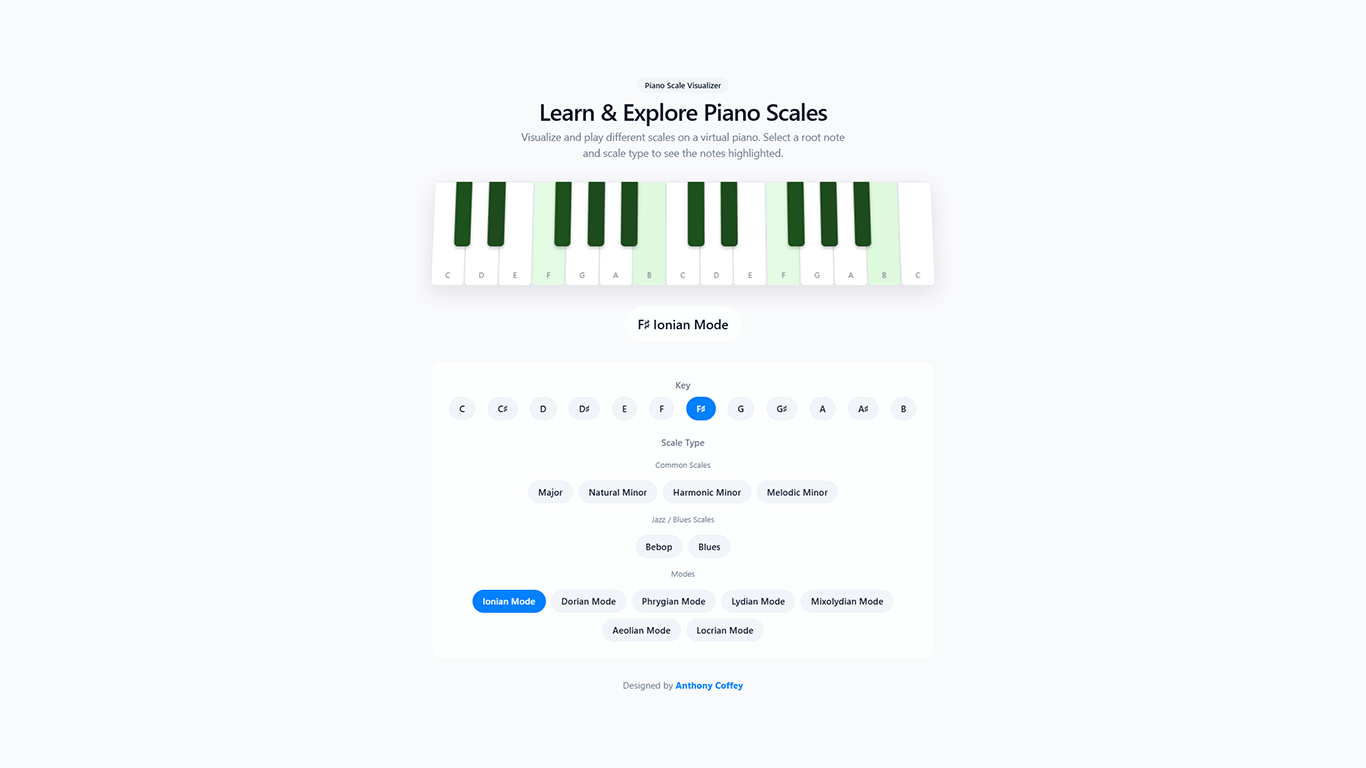 Piano Scale Visualizer
Learn & Explore Piano Scales
Visualize and play different scales on a virtual piano. Select a root note
and scale type to see the notes highlighted.
C D E F G A B C D E F G A B C
F♯ Ionian Mode
Key
C C♯ D D♯ E F F♯ G G♯ A A♯ B
Scale Type
Common Scales
Major Natural Minor Harmonic Minor Melodic Minor
Jazz / Blues Scales
Bebop Blues
Modes
Ionian Mode Dorian Mode Phrygian Mode Lydian Mode Mixolydian Mode
Aeolian Mode Locrian Mode
Designed by Anthony Coffey